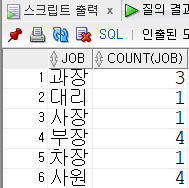 스크립트 출력 × 질의 결과
SQL | 인출된 모
JOB COUNT(JOB)
1 과장 3
2 대리 1
3 사장 1
4 부장 4
5 차장 1
6 사원 4